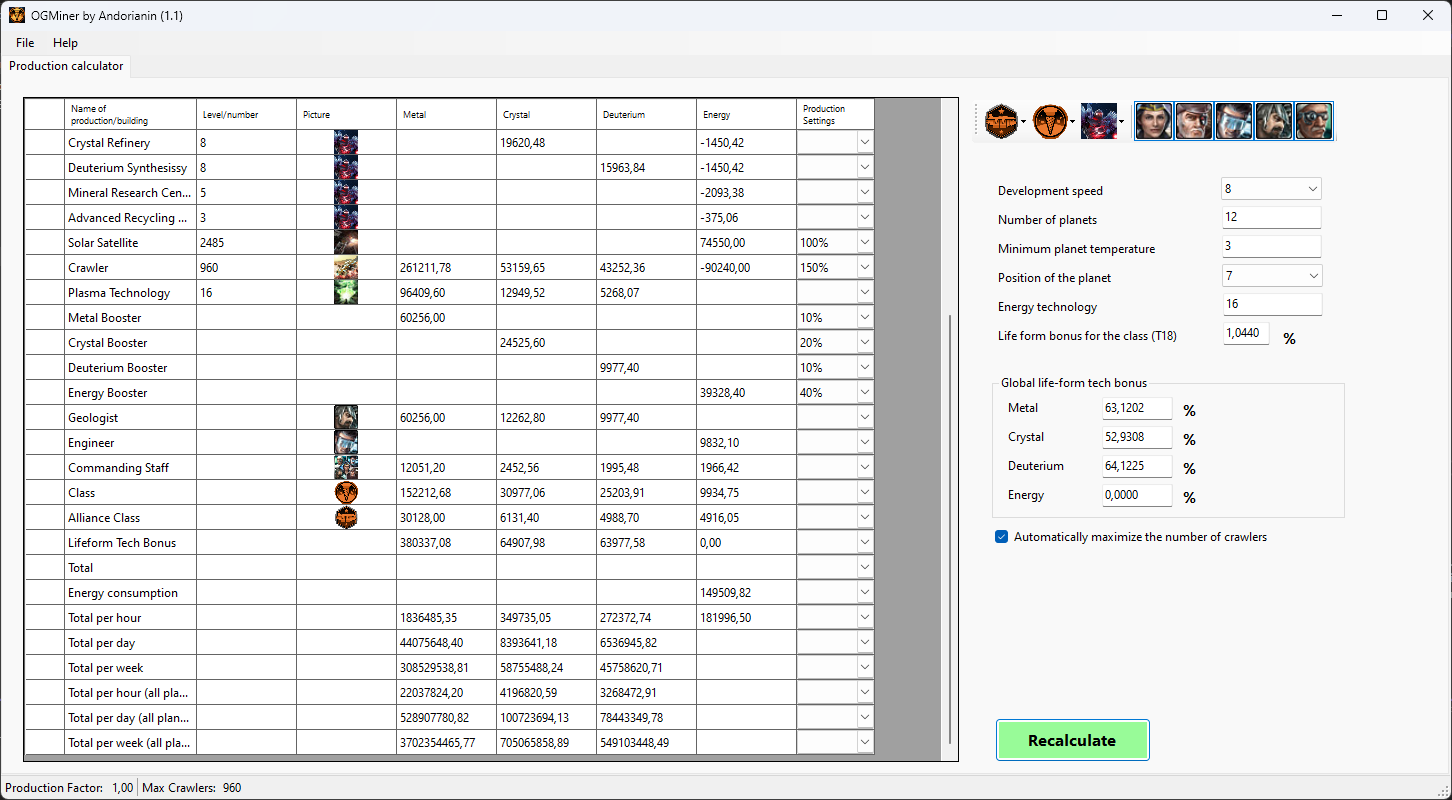 OGMiner by Andorianin (1.1)
File Help
Production calculator
Name of production/building Level/number Picture Metal Crystal Deuterium Energy Production Settings
Crystal Refinery 8 19620,48 -1450,42
Deuterium Synthesissy 8 15963,84 -1450,42
Mineral Research Cen... 5 -2093,38
Advanced Recycling ... 3 -375,06
Solar Satellite 2485 74550,00 100%
Crawler 960 261211,78 53159,65 43252,36 -90240,00 150%
Plasma Technology 16 96409,60 12949,52 5268,07
Metal Booster 60256,00 10%
Crystal Booster 24525,60 20%
Deuterium Booster 9977,40 10%
Energy Booster 39328,40 40%
Geologist 60256,00 12262,80 9977,40
Engineer 9832,10
Commanding Staff 12051,20 2452,56 1995,48 1966,42
Class 152212,68 30977,06 25203,91 9934,75
Alliance Class 30128,00 6131,40 4988,70 4916,05
Lifeform Tech Bonus 380337,08 64907,98 63977,58 0,00
Total
Energy consumption 149509,82
Total per hour 1836485,35 349735,05 272372,74 181996,50
Total per day 44075648,40 8393641,18 6536945,82
Total per week 308529538,81 58755488,24 45758620,71
Total per hour (all pla... 22037824,20 4196820,59 3268472,91
Total per day (all plan... 528907780,82 100723694,13 78443349,78
Total per week (all pla... 3702354465,77 705065858,89 549103448,49
Development speed 8
Number of planets 12
Minimum planet temperature 3
Position of the planet 7
Energy technology 16
Life form bonus for the class (T18) 1,0440 %
Global life-form tech bonus
Metal 63,1202 %
Crystal 52,9308 %
Deuterium 64,1225 %
Energy 0,0000 %
Automatically maximize the number of crawlers
Recalculate
Production Factor: 1,00 Max Crawlers: 960